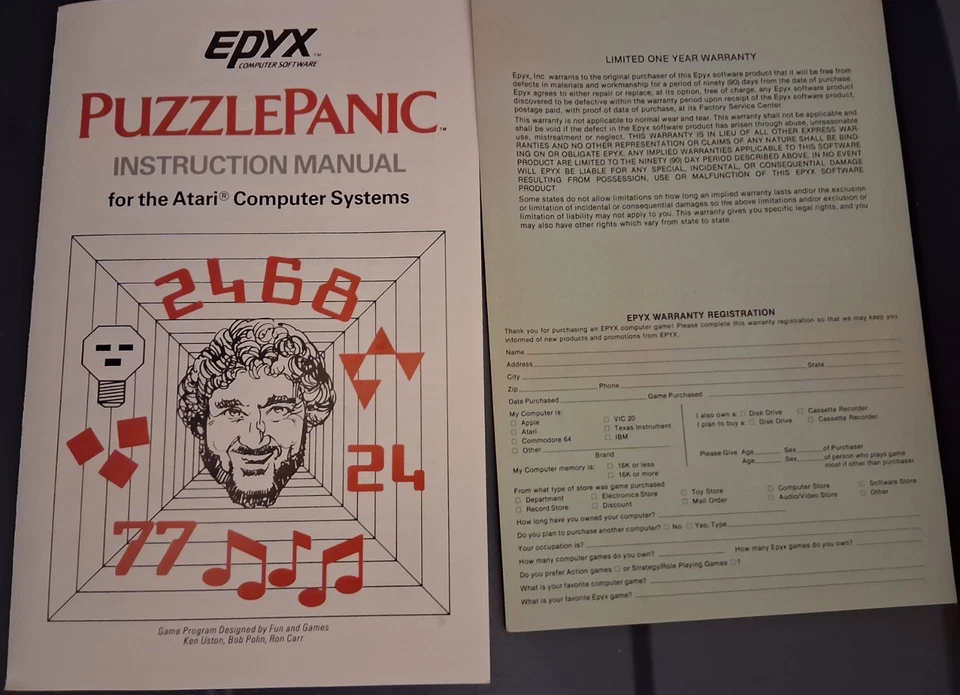 EPYX™
COMPUTER SOFTWARE
PUZZLEPANIC™
INSTRUCTION MANUAL
for the Atari® Computer Systems
2468
24
77
Game Program Designed by Fun and Games
Ken Uston, Bob Polin, Ron Carr
LIMITED ONE YEAR WARRANTY
Epyx, Inc. warrants to the original purchaser of this Epyx software product that it will be free from
defects in materials and workmanship for a period of ninety (90) days from the date of purchase.
Epyx agrees to either repair or replace, at its option, free of charge, any Epyx software product
discovered to be defective within the warranty period upon receipt of the Epyx software product,
postage paid, with proof of data of purchase, at its Factory Service Center.
This warranty is not applicable to normal wear and tear. This warranty shall not be applicable and
shall be void if the defect in the Epyx software product has arisen through abuse, unreasonable
use, mistreatment or neglect. THIS WARRANTY IS IN LIEU OF ALL OTHER EXPRESS WAR-
RANTIES AND NO OTHER REPRESENTATION OR CLAIMS OF ANY NATURE SHALL BE BIND-
ING ON OR OBLIGATE EPYX. ANY IMPLIED WARRANTIES APPLICABLE TO THIS SOFTWARE
PRODUCT ARE LIMITED TO THE NINETY (90) DAY PERIOD DESCRIBED ABOVE. IN NO EVENT
WILL EPYX BE LIABLE FOR ANY SPECIAL, INCIDENTAL, OR CONSEQUENTIAL DAMAGE
RESULTING FROM POSSESSION, USE OR MALFUNCTION OF THIS EPYX SOFTWARE
PRODUCT.
Some states do not allow limitations on how long an implied warranty lasts and/or the exclusion
or limitation of incidental or consequential damages so the above limitations and/or exclusion or
limitation of liability may not apply to you. This warranty gives you specific legal rights, and you
may also have other rights which vary from state to state.
EPYX WARRANTY REGISTRATION
Thank you for purchasing an EPYX computer game! Please complete this warranty registration so that we may keep you
informed of new products and promotions from EPYX.
Name
Address State
City
Zip Phone
Date Purchased Game Purchased
My Computer is:
□ Apple □ VIC 20
□ Atari □ Texas Instrument
□ Commodore 64 □ IBM
□ Other
Brand
My Computer memory is: □ 16K or less
□ 16K or more
I also own a: □ Disk Drive □ Cassette Recorder
I plan to buy a: □ Disk Drive □ Cassette Recorder
Please Give Age Sex of Purchaser
Age Sex of person who plays game
most if other than purchaser
From what type of store was game purchased
□ Department □ Electronics Store □ Toy Store □ Computer Store □ Software Store
□ Record Store □ Discount □ Mail Order □ Audio/Video Store □ Other
How long have you owned your computer?
Do you plan to purchase another computer? □ No □ Yes; Type
Your occupation is?
How many computer games do you own? How many Epyx games do you own?
Do you prefer Action games □ or Strategy/Role Playing Games □?
What is your favorite computer game?
What is your favorite Epyx game?